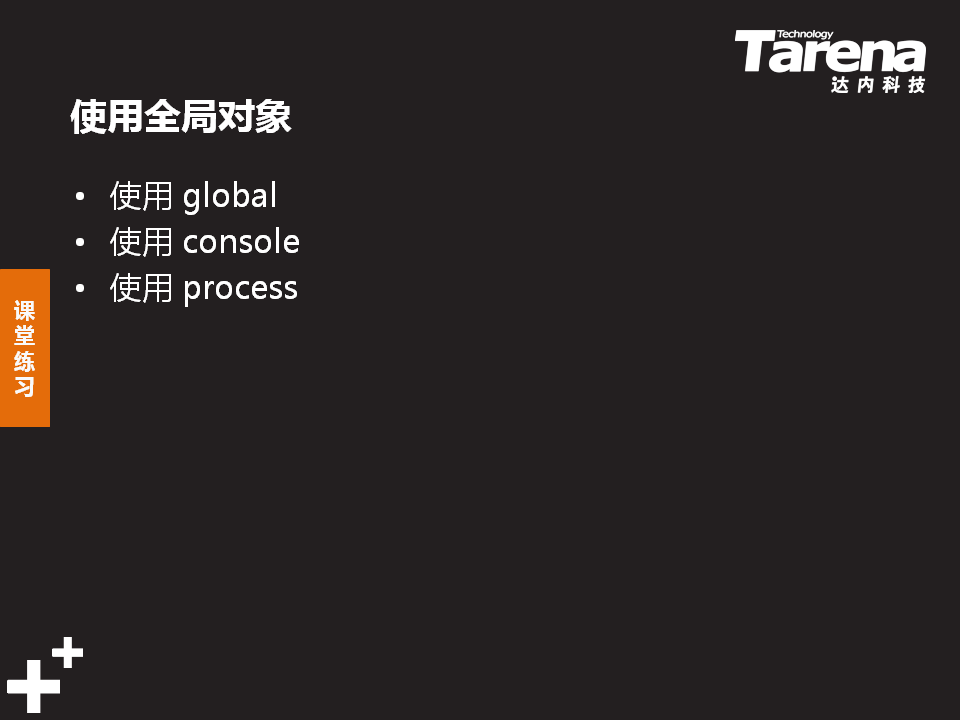 Technology
Tarena
达内科技
使用全局对象
• 使用 global
• 使用 console
• 使用 process
课
堂
练
习